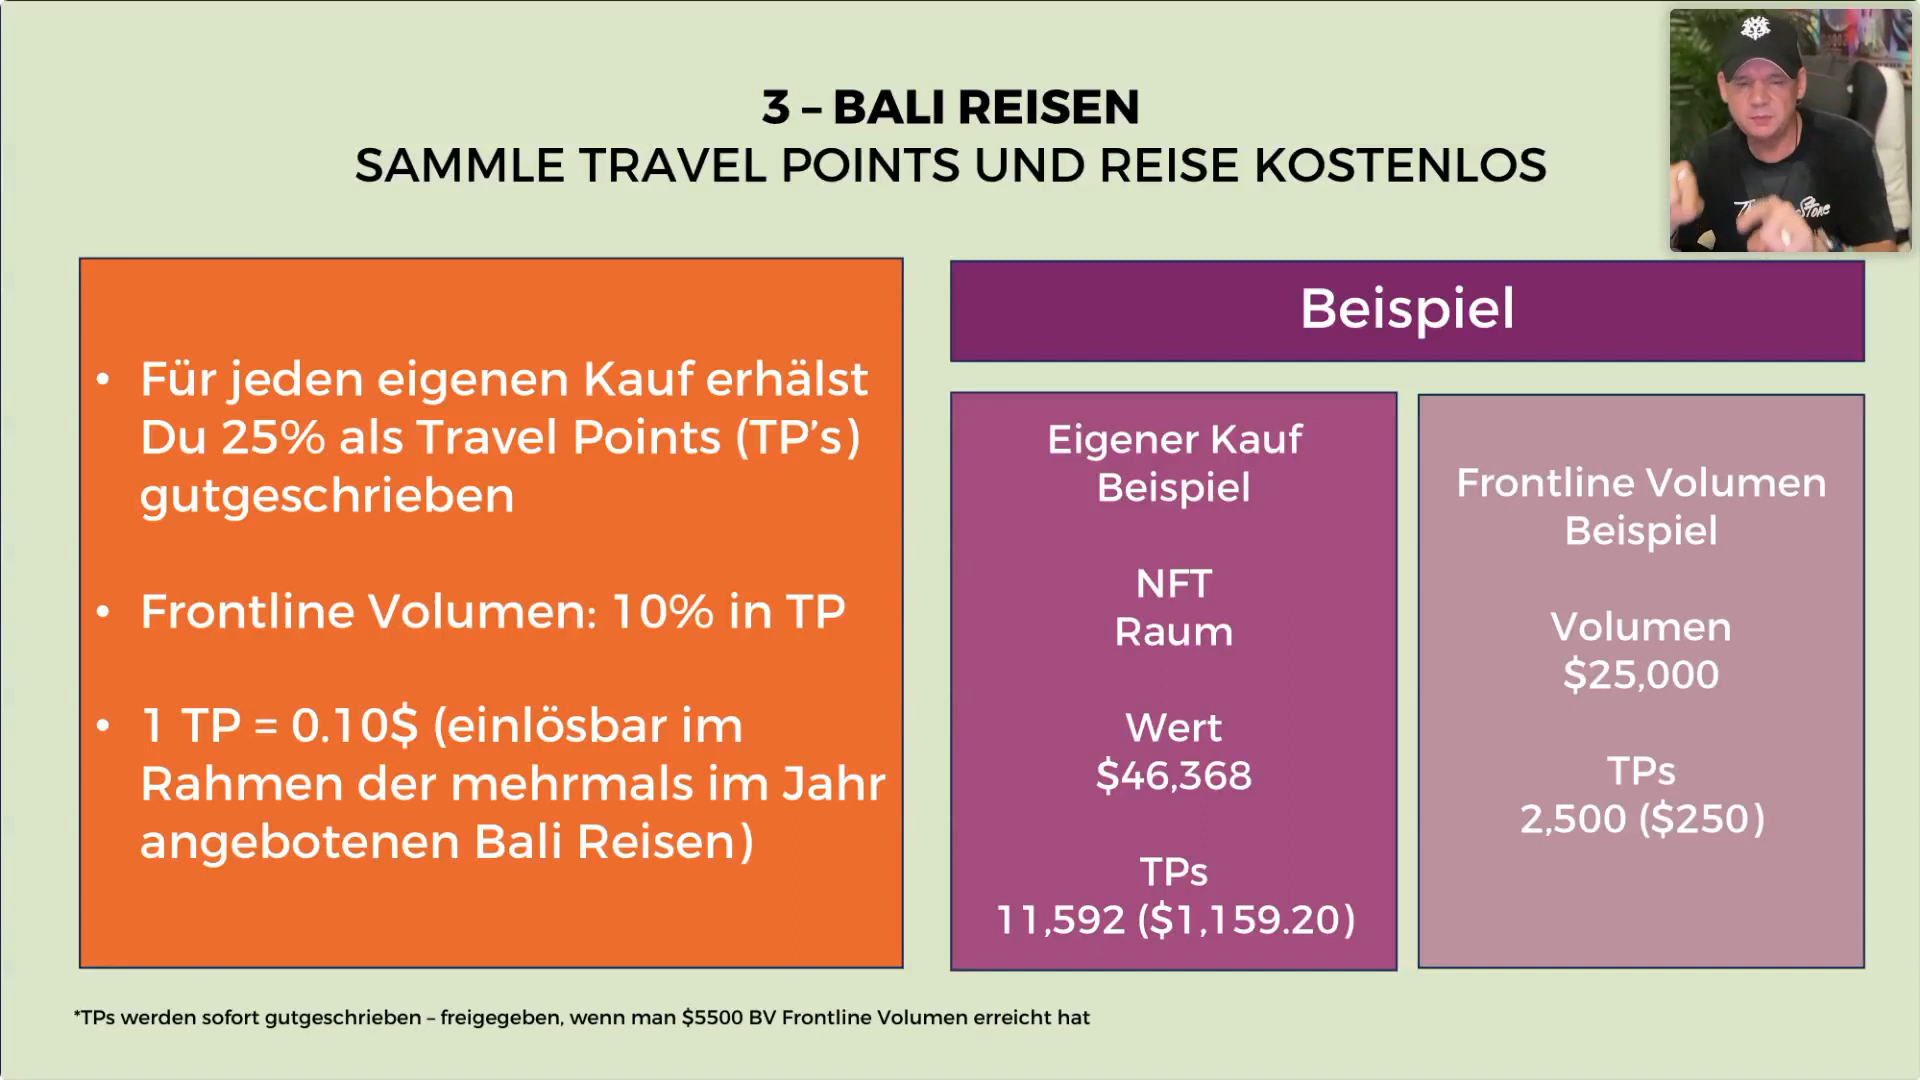 3 – BALI REISEN
SAMMLE TRAVEL POINTS UND REISE KOSTENLOS
• Für jeden eigenen Kauf erhälst
Du 25% als Travel Points (TP’s)
gutgeschrieben
• Frontline Volumen: 10% in TP
• 1 TP = 0.10$ (einlösbar im
Rahmen der mehrmals im Jahr
angebotenen Bali Reisen)
Beispiel
Eigener Kauf
Beispiel
NFT
Raum
Wert
$46,368
TPs
11,592 ($1,159.20)
Frontline Volumen
Beispiel
Volumen
$25,000
TPs
2,500 ($250)
*TPs werden sofort gutgeschrieben – freigegeben, wenn man $5500 BV Frontline Volumen erreicht hat